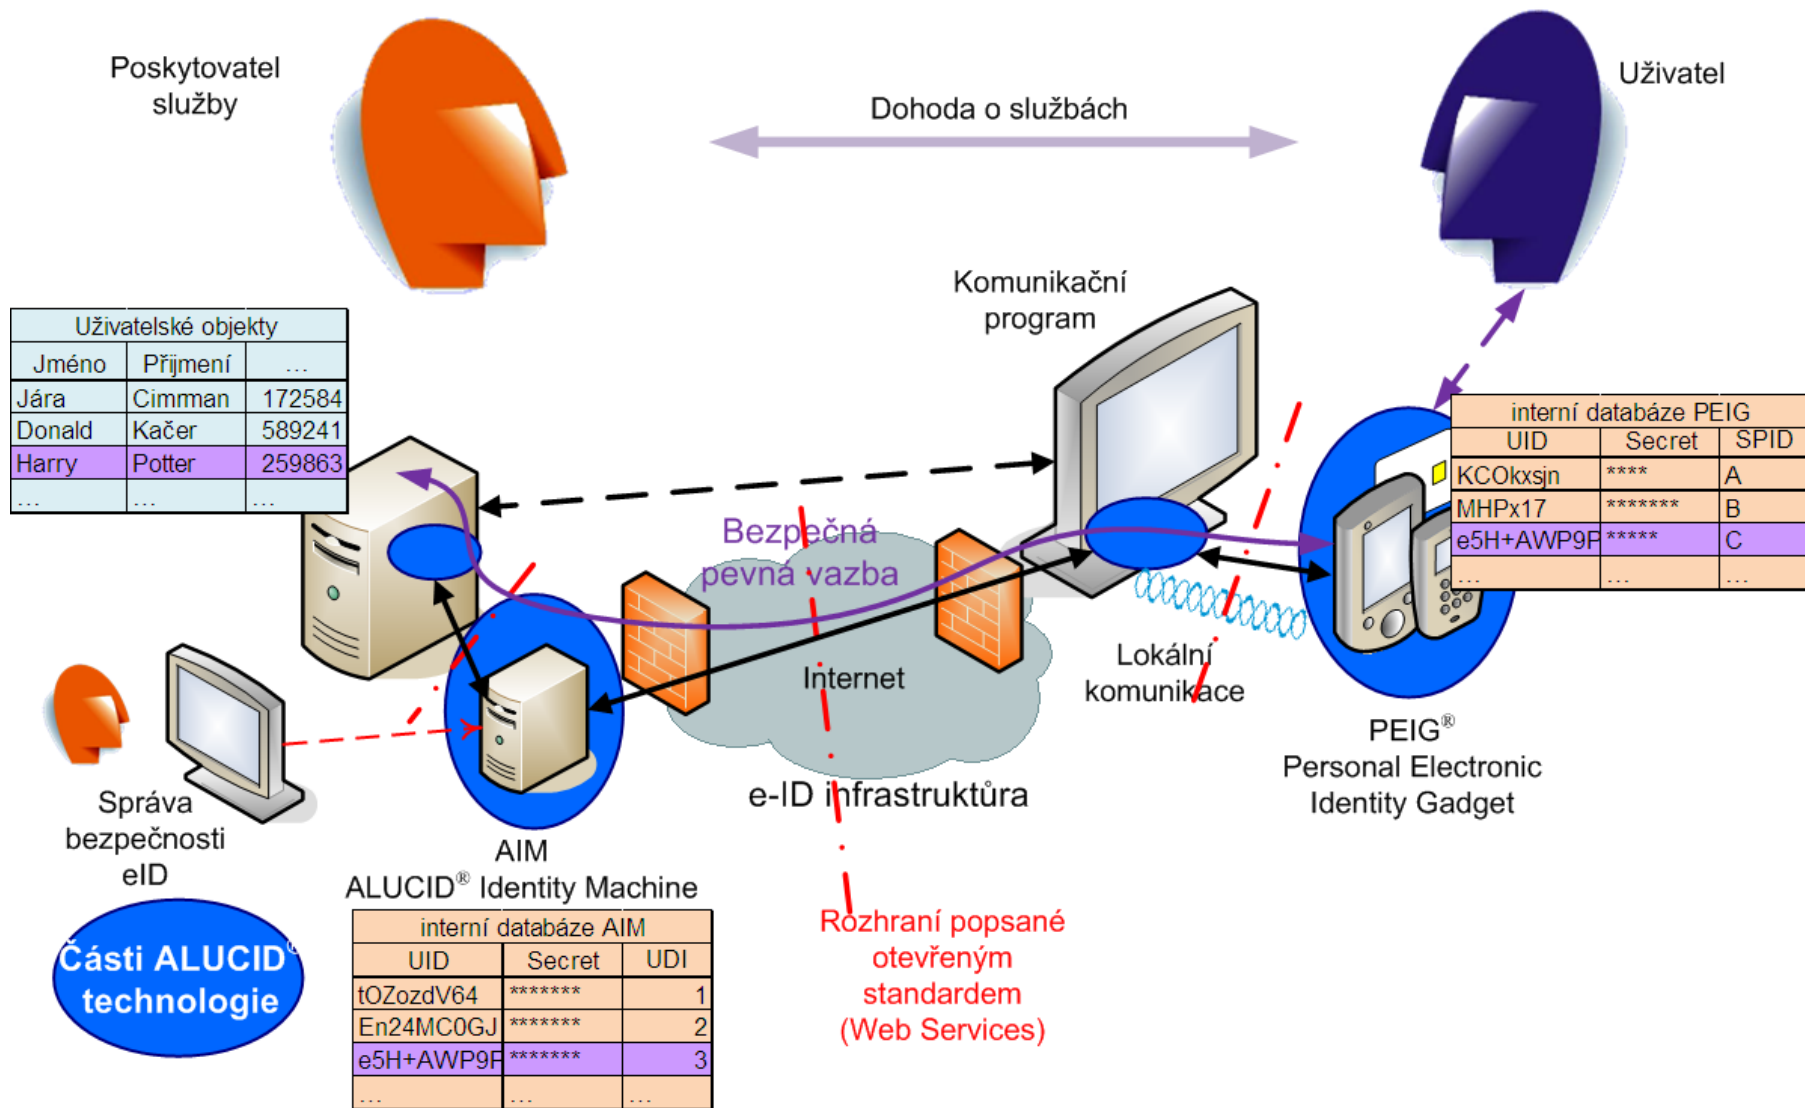 Poskytovatel
služby
Dohoda o službách
Uživatel
Komunikační
program
Uživatelské objekty
Jméno Přijmení ...
Jára Cimrman 172584
Donald Kačer 589241
Harry Potter 259863
... ... ...
interní databáze PEIG
UID Secret SPID
KCOkxsjn **** A
MHPx17 ******* B
e5H+AWP9P ***** C
... ... ...
Bezpečná
pevná vazba
Internet
Lokální
komunikace
e-ID infrastruktůra
PEIG®
Personal Electronic
Identity Gadget
Správa
bezpečnosti
eID
AIM
ALUCID® Identity Machine
Části ALUCID®
technologie
interní databáze AIM
UID Secret UDI
tOZozdV64 ******* 1
En24MC0GJ ******* 2
e5H+AWP9P ******* 3
... ... ...
Rozhraní popsané
otevřeným
standardem
(Web Services)